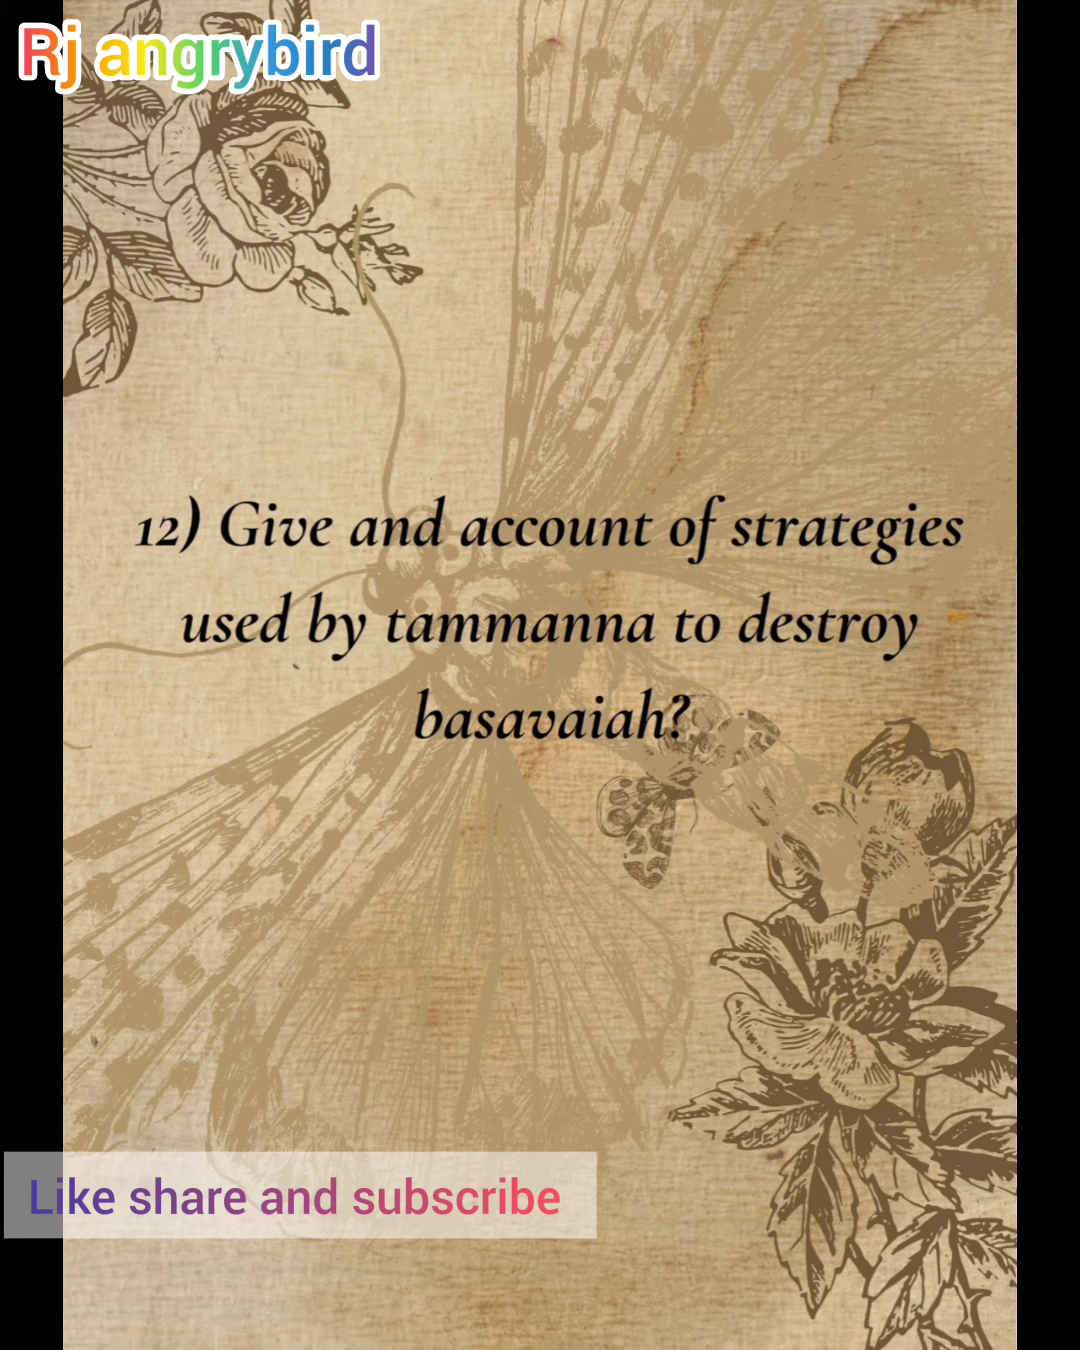 Rj angrybird
12) Give and account of strategies
used by tammanna to destroy
basavaiah?
Like share and subscribe